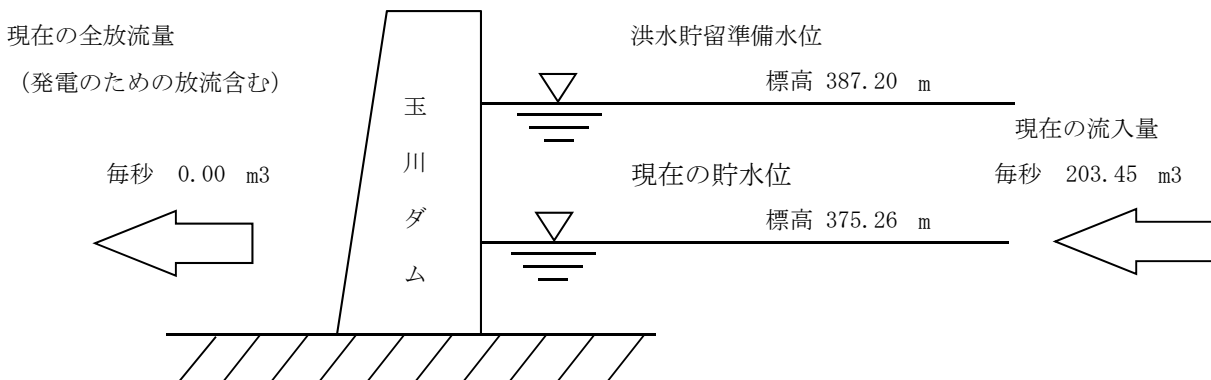 現在の全放流量
（発電のための放流含む）
毎秒 0.00 m3
玉川ダム
洪水貯留準備水位
標高 387.20 m
現在の貯水位
標高 375.26 m
現在の流入量
毎秒 203.45 m3